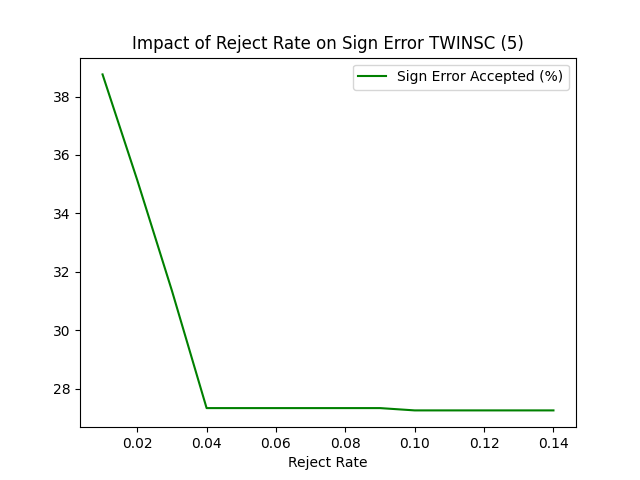 Impact of Reject Rate on Sign Error TWINSC (5)
Sign Error Accepted (%)
38
36
34
32
30
28
0.02 0.04 0.06 0.08 0.10 0.12 0.14
Reject Rate